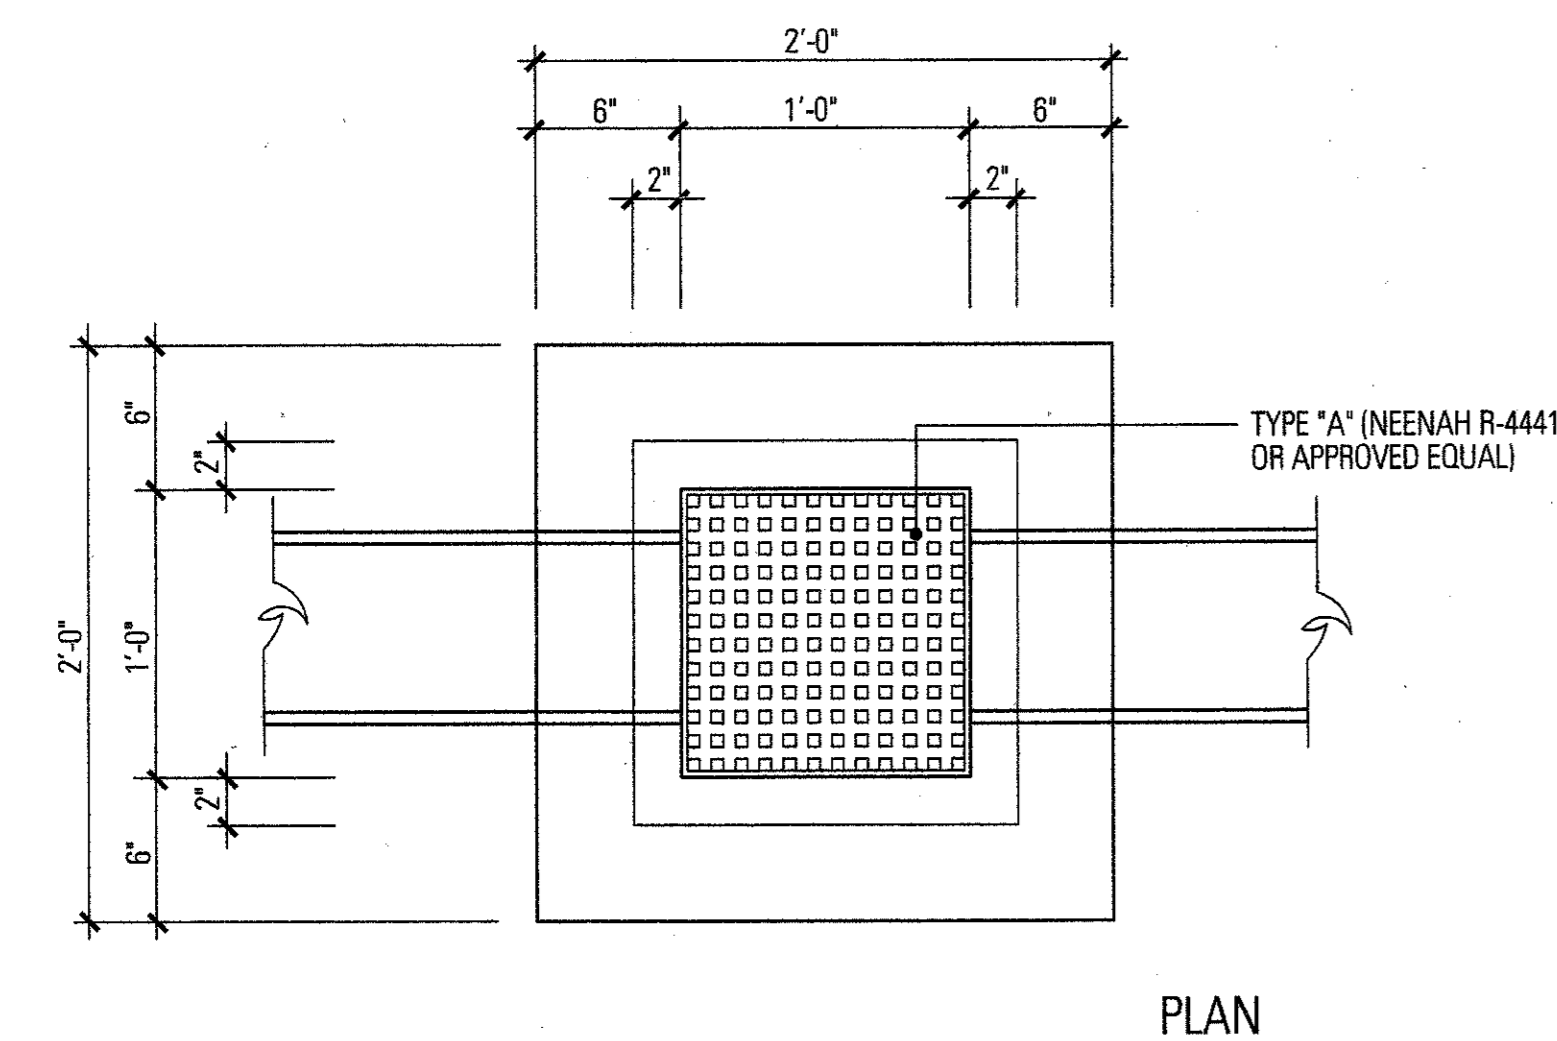 2'-0"
6" 1'-0" 6"
2" 2"
6"
2"
TYPE "A" (NEENAH R-4441
OR APPROVED EQUAL)
2'-0"
1'-0"
2"
6"
PLAN